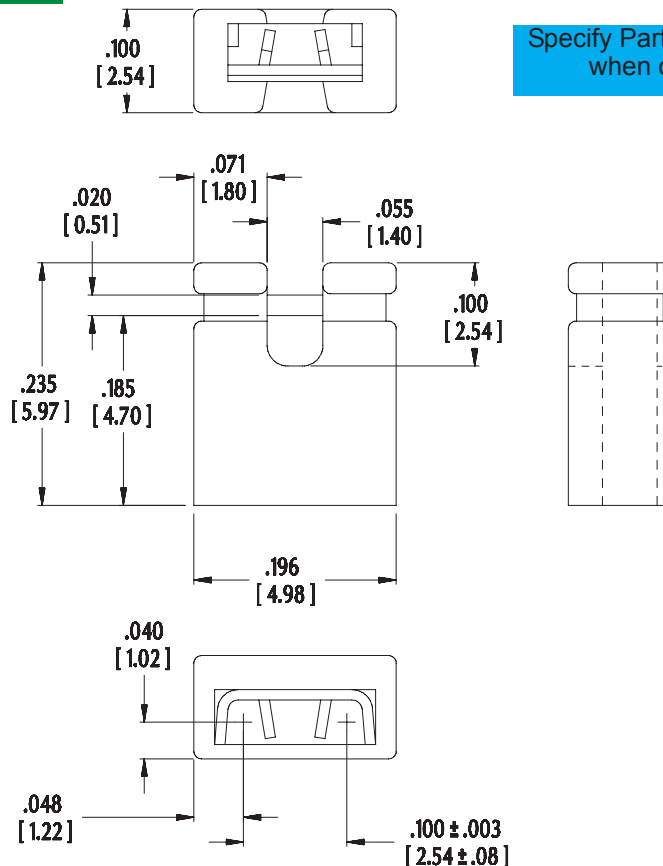 Specify Part
when
.100
[ 2.54 ]
.071
[ 1.80 ]
.020
[ 0.51 ]
.055
[ 1.40 ]
.100
[ 2.54 ]
.235
[ 5.97 ]
.185
[ 4.70 ]
.196
[ 4.98 ]
.040
[ 1.02 ]
.048
[ 1.22 ]
.100 ± .003
[ 2.54 ± .08 ]